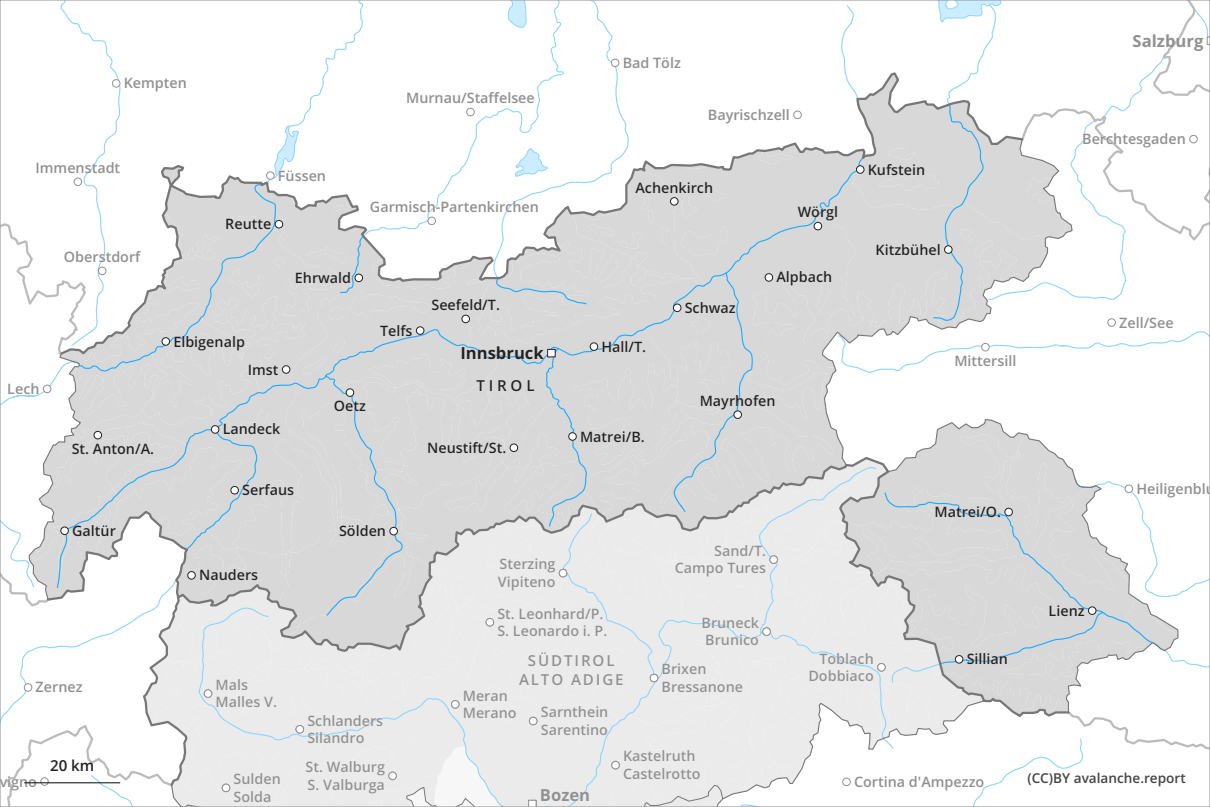 Salzburg
Bad Tölz
Kempten
Murnau/Staffelsee
Bayrischzell
Berchtesgaden
Immenstadt
Füssen
Kufstein
Achenkirch
Garmisch-Partenkirchen
Wörgl
Reutte
Kitzbühel
Oberstdorf
Ehrwald
Alpbach
Seefeld/T.
Schwaz
Telfs
Zell/See
Elbigenalp
Innsbruck
Hall/T.
Mittersill
Imst
TIROL
Lech
Oetz
Mayrhofen
Landeck
Matrei/B.
St. Anton/A.
Neustift/St.
Serfaus
Heiligenblu
Matrei/O.
Galtür
Sölden
Sand/T.
Campo Tures
Sterzing
Vipiteno
Nauders
St. Leonhard/P.
S. Leonardo i. P.
Lienz
Bruneck
Brunico
SÜDTIROL
ALTO ADIGE
Toblach
Dobbiaco
Sillian
Brixen
Bressanone
Zernez
Mals
Malles V.
Meran
Merano
Sarnthein
Sarentino
Schlanders
Silandro
Kastelruth
Castelrotto
20 km
St. Walburg
S. Valburga
vigno
Sulden
Solda
Cortina d'Ampezzo
(CC)BY avalanche.report
Bozen